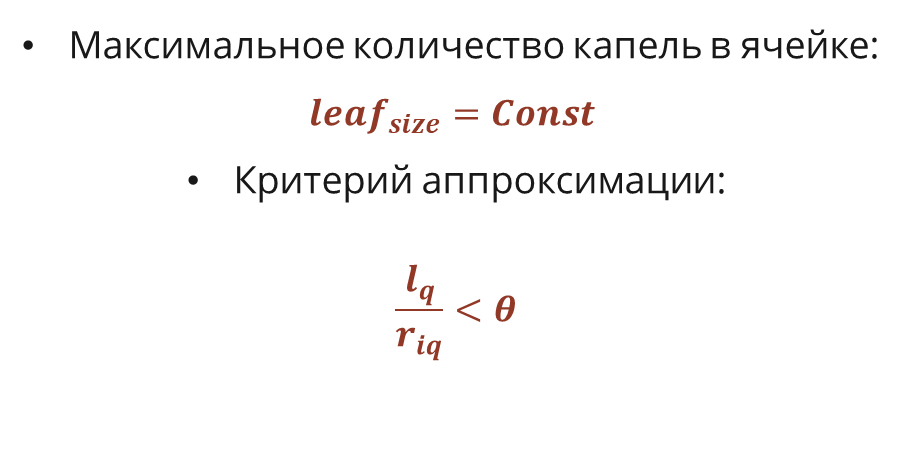 • Максимальное количество капель в ячейке:
leaf_size = Const
• Критерий аппроксимации:
l_q / r_iq < θ